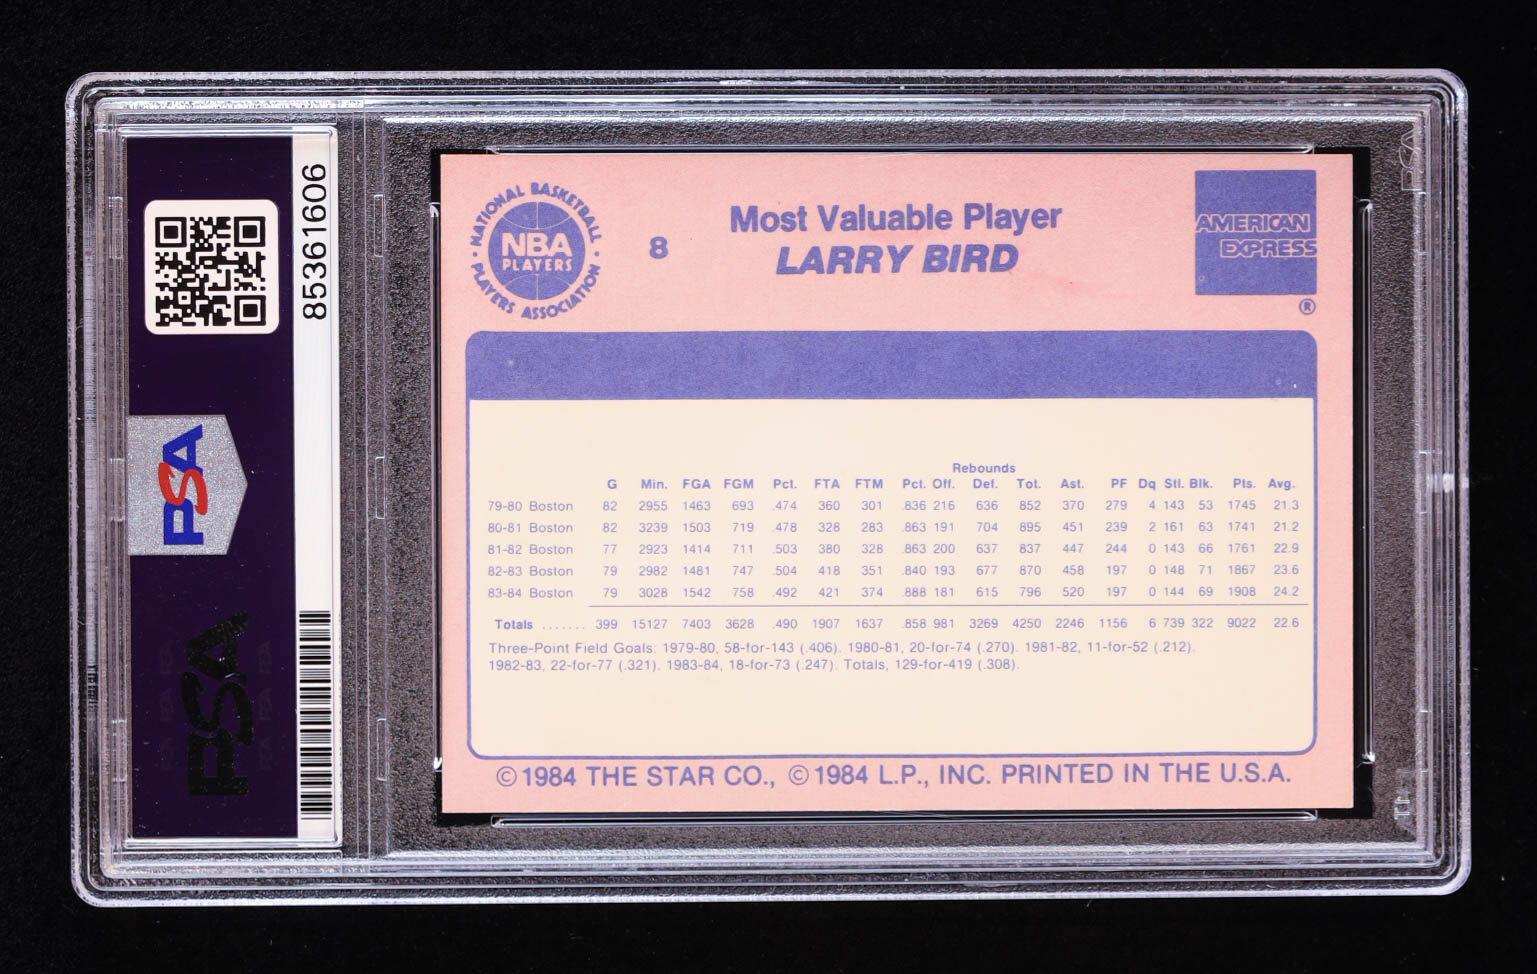 85361606
PSA
PSA
NATIONAL BASKETBALL
NBA
PLAYERS
PLAYERS ASSOCIATION
8
Most Valuable Player
LARRY BIRD
AMERICAN
EXPRESS
®
Rebounds
G Min. FGA FGM Pct. FTA FTM Pct. Off. Def. Tot. Ast. PF Dq Stl. Blk. Pts. Avg.
79-80 Boston 82 2955 1463 693 .474 360 301 .836 216 636 852 370 279 4 143 53 1745 21.3
80-81 Boston 82 3239 1503 719 .478 328 283 .863 191 704 895 451 239 2 161 63 1741 21.2
81-82 Boston 77 2923 1414 711 .503 380 328 .863 200 637 837 447 244 0 143 66 1761 22.9
82-83 Boston 79 2982 1481 747 .504 418 351 .840 193 677 870 458 197 0 148 71 1867 23.6
83-84 Boston 79 3028 1542 758 .492 421 374 .888 181 615 796 520 197 0 144 69 1908 24.2
Totals ....... 399 15127 7403 3628 .490 1907 1637 .858 981 3269 4250 2246 1156 6 739 322 9022 22.6
Three-Point Field Goals: 1979-80, 58-for-143 (.406). 1980-81, 20-for-74 (.270). 1981-82, 11-for-52 (.212).
1982-83, 22-for-77 (.321). 1983-84, 18-for-73 (.247). Totals, 129-for-419 (.308).
© 1984 THE STAR CO., © 1984 L.P., INC. PRINTED IN THE U.S.A.